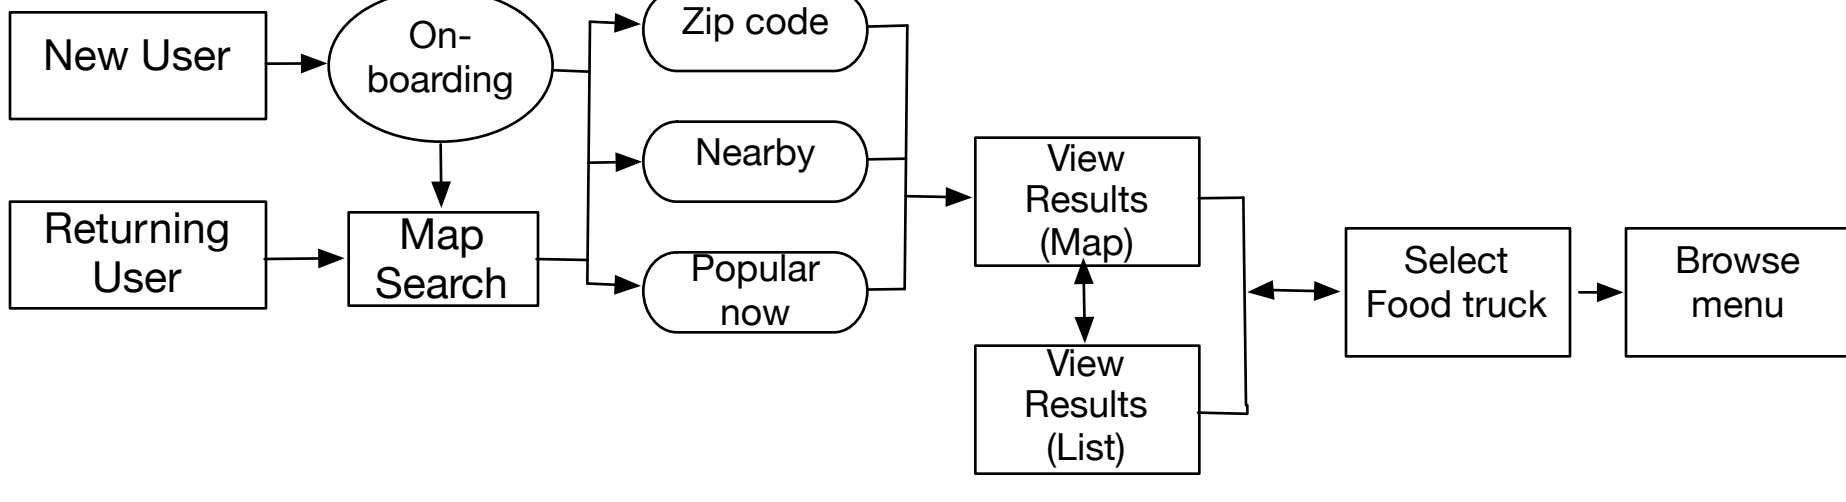 New User
On-
boarding
Zip code
Nearby
Popular
now
Returning
User
Map
Search
View
Results
(Map)
View
Results
(List)
Select
Food truck
Browse
menu